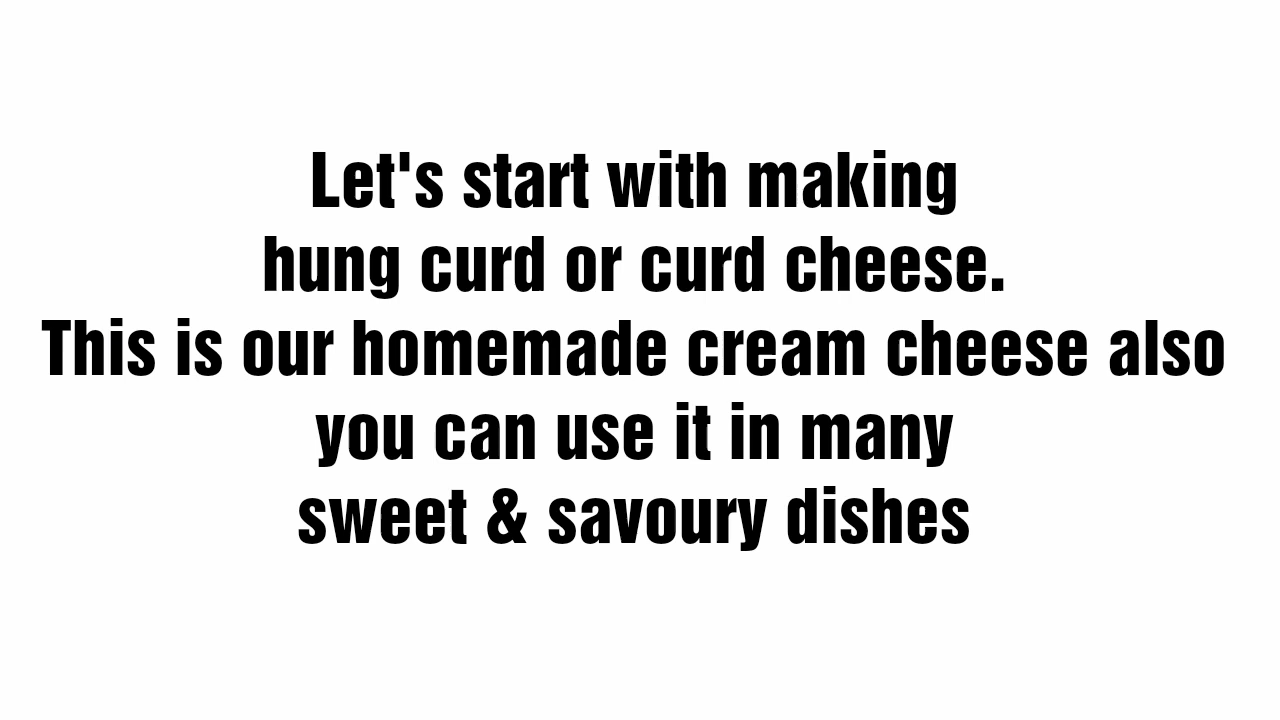 Let's start with making
hung curd or curd cheese.
This is our homemade cream cheese also
you can use it in many
sweet & savoury dishes